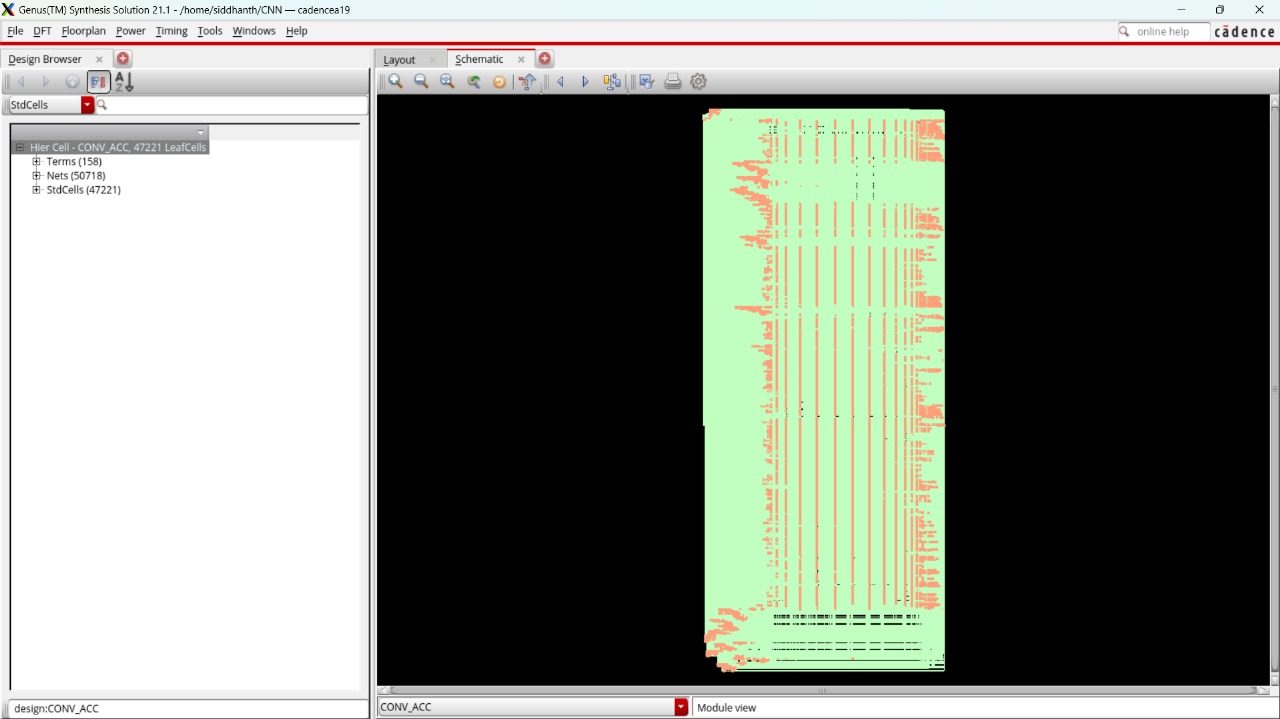 Genus(TM) Synthesis Solution 21.1 - /home/siddhanth/CNN — cadencea19
File DFT Floorplan Power Timing Tools Windows Help
online help
cādence
Design Browser
Layout
Schematic
StdCells
Hier Cell - CONV_ACC, 47221 LeafCells
Terms (158)
Nets (50718)
StdCells (47221)
design:CONV_ACC
CONV_ACC
Module view